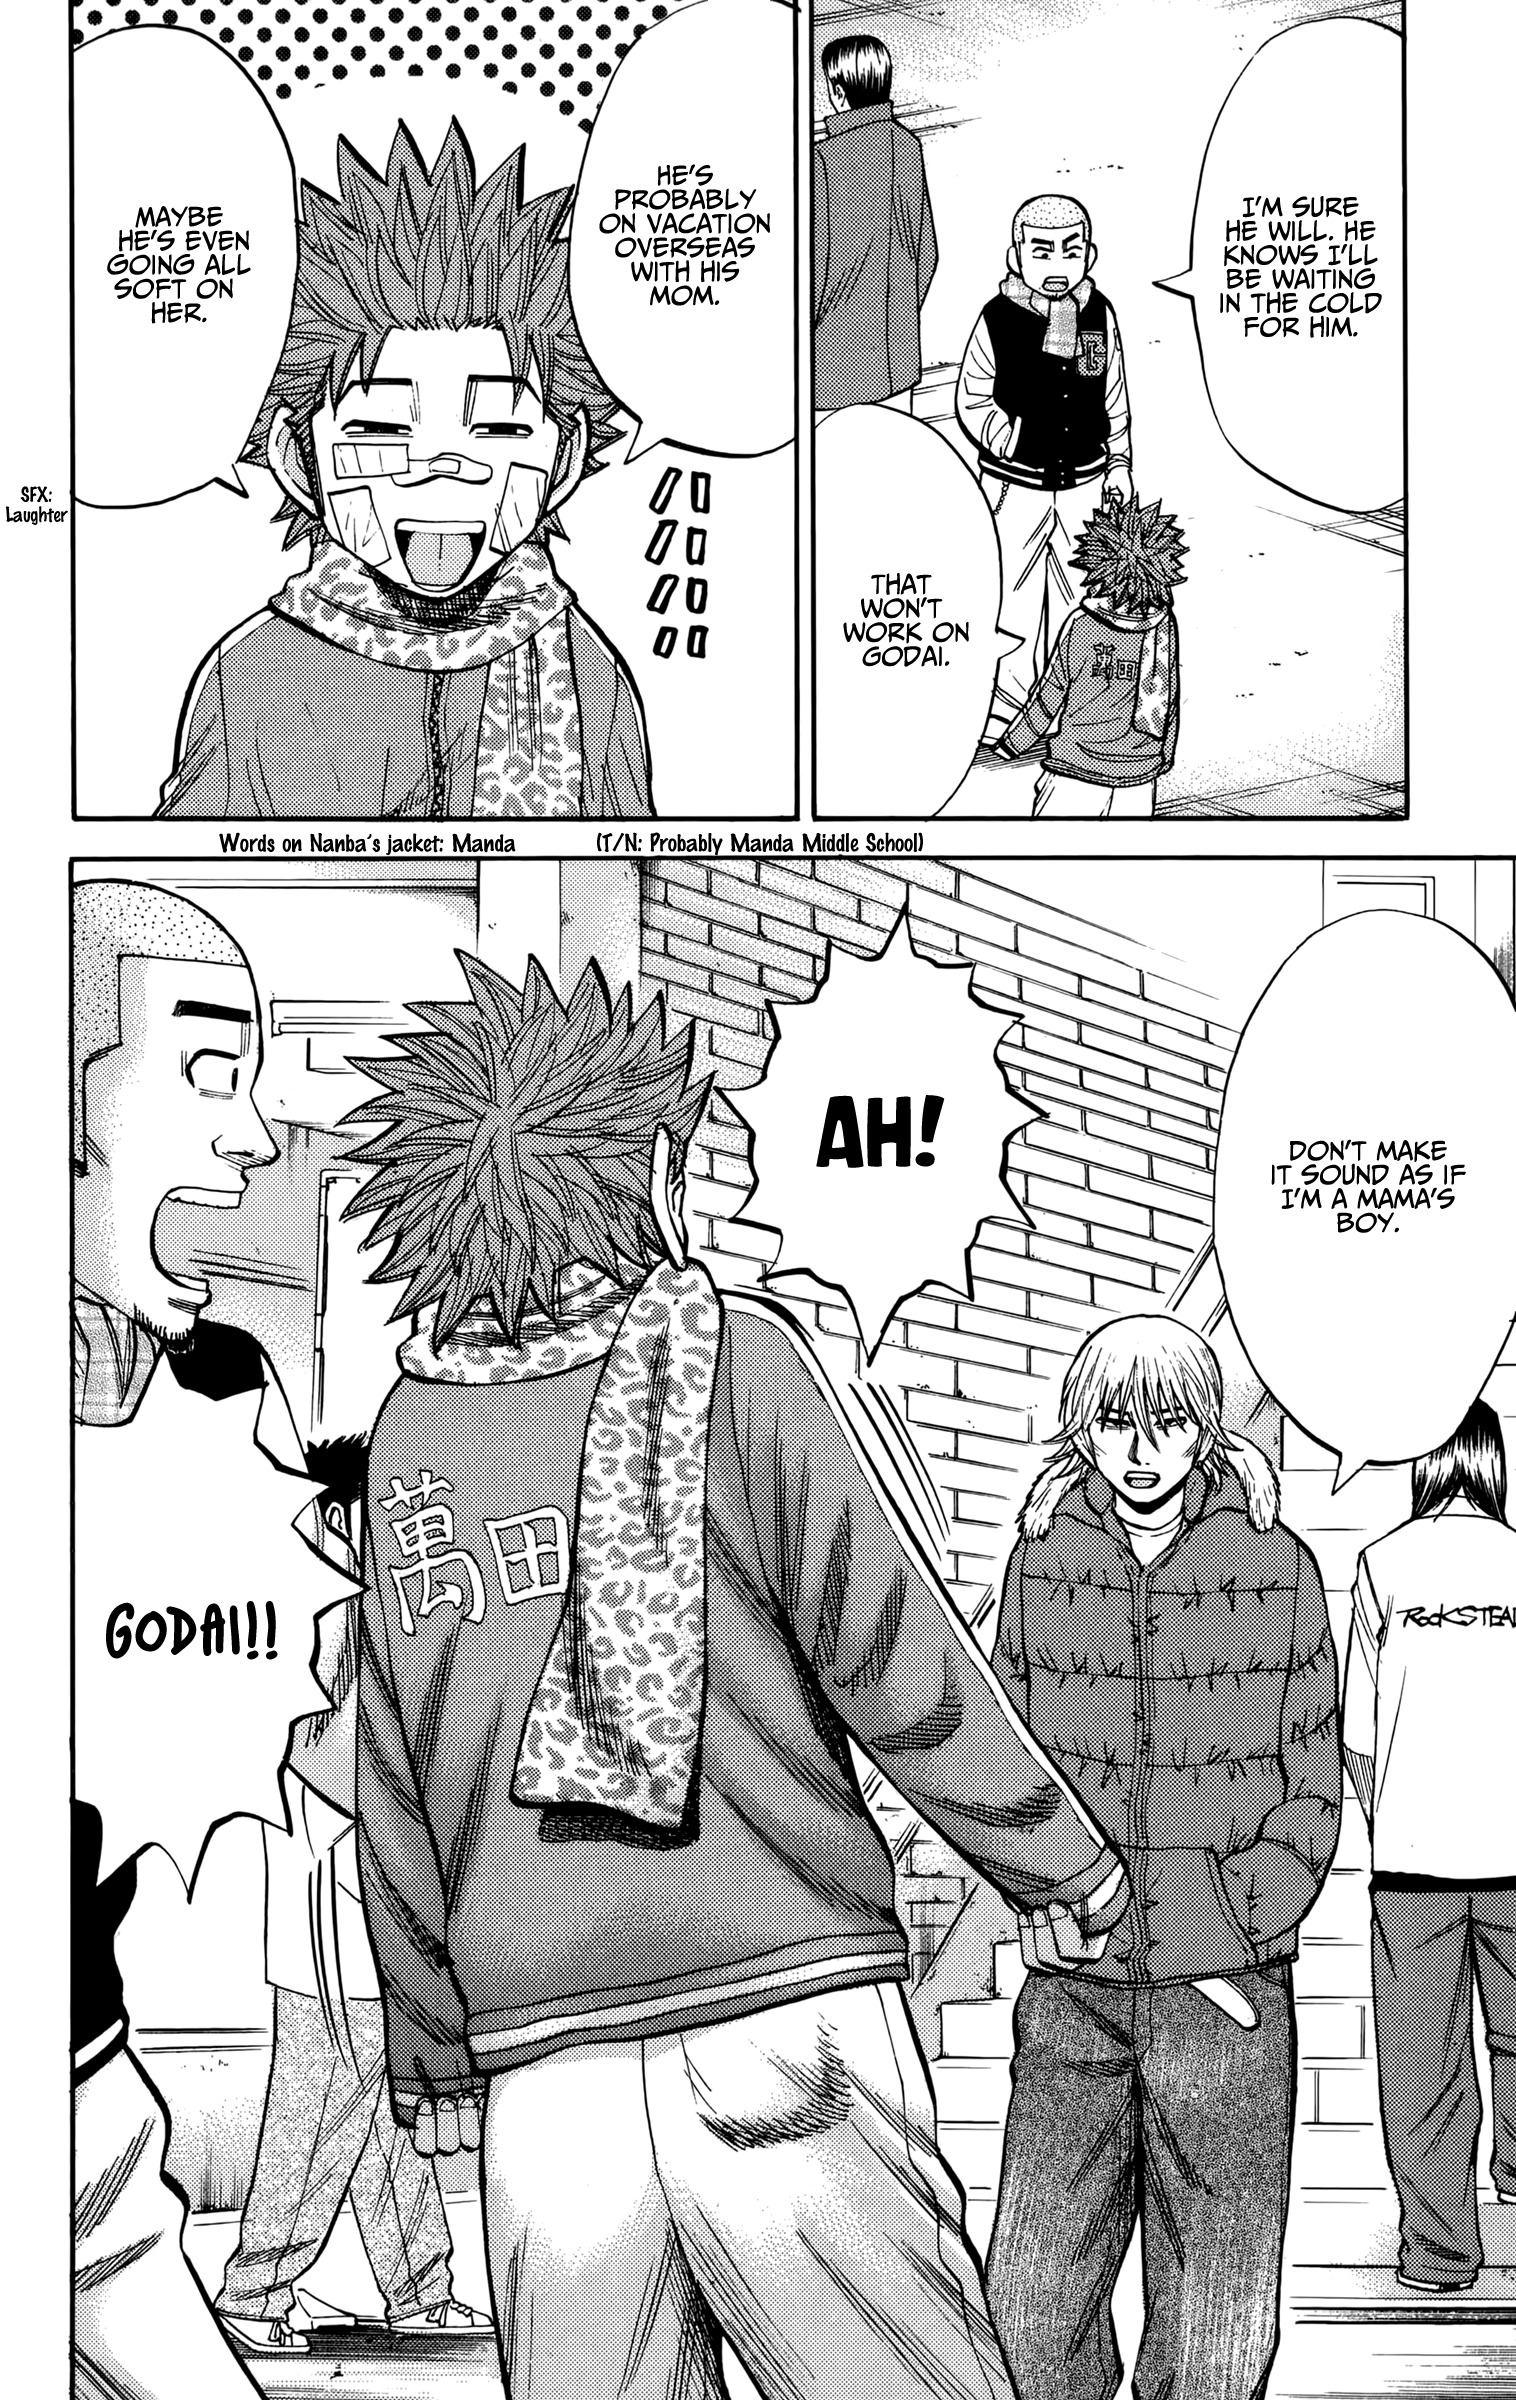 I'M SURE
HE WILL. HE
KNOWS I'LL
BE WAITING
IN THE COLD
FOR HIM.
THAT
WON'T
WORK ON
GODAI.
萬田
HE'S
PROBABLY
ON VACATION
OVERSEAS
WITH HIS
MOM.
MAYBE
HE'S EVEN
GOING ALL
SOFT ON
HER.
SFX:
Laughter
Words on Nanba's jacket: Manda
(T/N: Probably Manda Middle School)
DON'T MAKE
IT SOUND AS IF
I'M A MAMA'S
BOY.
AH!
GODAI!!
萬田
ROCKSTEA